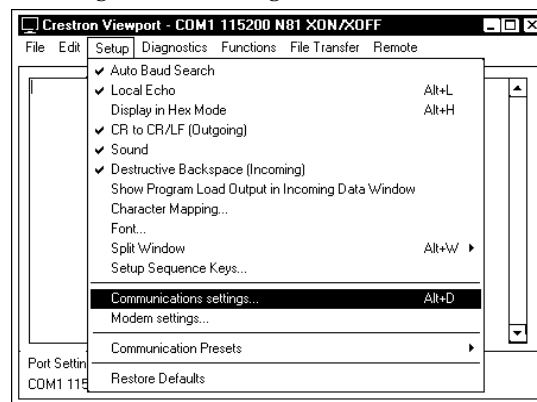 Crestron Viewport - COM1 115200 N81 XON/XOFF
File Edit Setup Diagnostics Functions File Transfer Remote
Auto Baud Search
Local Echo Alt+L
Display in Hex Mode Alt+H
CR to CR/LF (Outgoing)
Sound
Destructive Backspace (Incoming)
Show Program Load Output in Incoming Data Window
Character Mapping...
Font...
Split Window Alt+W
Setup Sequence Keys...
Communications settings... Alt+D
Modem settings...
Communication Presets
Port Settin
Restore Defaults
COM1 115